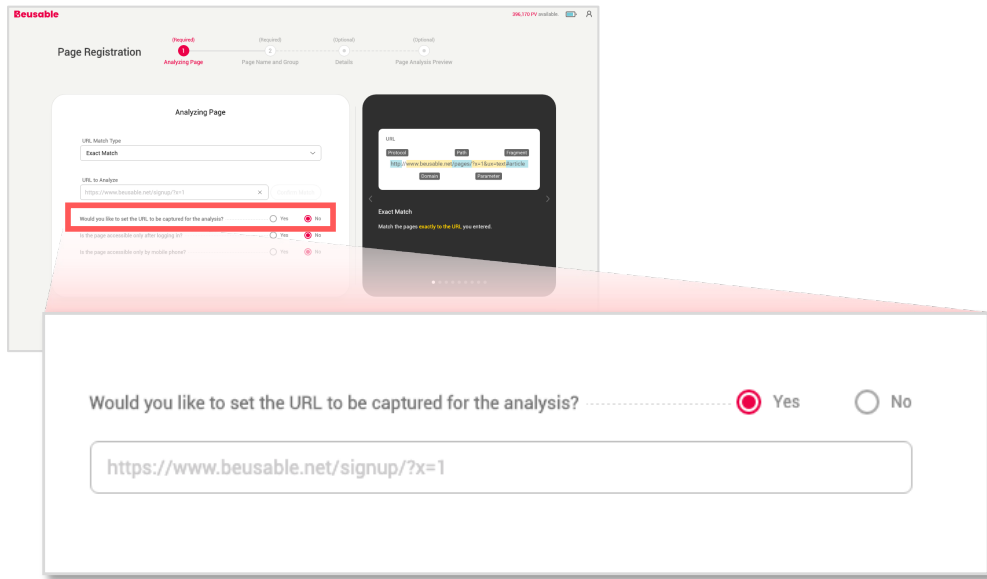 Beusable
396,170 PV available
Page Registration
(Required)
1
Analyzing Page
(Required)
2
Page Name and Group
(Optional)
Details
(Optional)
Page Analysis Preview
Analyzing Page
URL Match Type
Exact Match
URL to Analyze
https://www.beusable.net/signup/?x=1
Would you like to set the URL to be captured for the analysis? Yes No
Is the page accessible only after logging in? Yes No
Is the page accessible only by mobile phone? Yes No
URL
Protocol Path Fragment
http://www.beusable.net/pages/?x=1&ux=text#article
Domain Parameter
Exact Match
Match the pages exactly to the URL you entered.
Would you like to set the URL to be captured for the analysis? Yes No
https://www.beusable.net/signup/?x=1